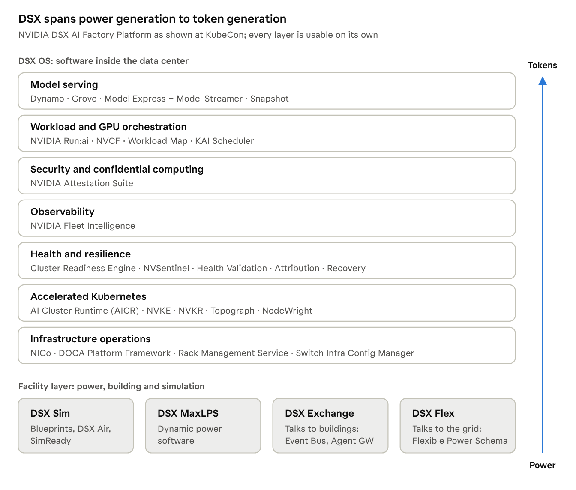 DSX spans power generation to token generation
NVIDIA DSX AI Factory Platform as shown at KubeCon; every layer is usable on its own
DSX OS: software inside the data center
Tokens
Model serving
Dynamo · Grove · Model Express – Model Streamer · Snapshot
Workload and GPU orchestration
NVIDIA Run:ai · NVCF · Workload Map · KAI Scheduler
Security and confidential computing
NVIDIA Attestation Suite
Observability
NVIDIA Fleet Intelligence
Health and resilience
Cluster Readiness Engine · NVSentinel · Health Validation · Attribution · Recovery
Accelerated Kubernetes
AI Cluster Runtime (AICR) · NVKE · NVKR · Topograph · NodeWright
Infrastructure operations
NICo · DOCA Platform Framework · Rack Management Service · Switch Infra Config Manager
Facility layer: power, building and simulation
DSX Sim
Blueprints, DSX Air,
SimReady
DSX MaxLPS
Dynamic power
software
DSX Exchange
Talks to buildings:
Event Bus, Agent GW
DSX Flex
Talks to the grid:
Flexible Power Schema
Power